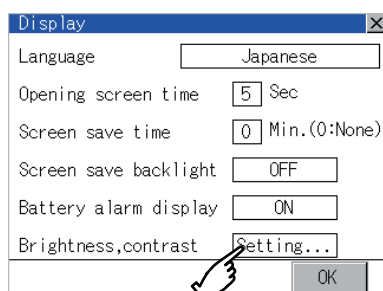 Display ×
Language Japanese
Opening screen time 5 Sec
Screen save time 0 Min.(0:None)
Screen save backlight OFF
Battery alarm display ON
Brightness,contrast Setting...
OK